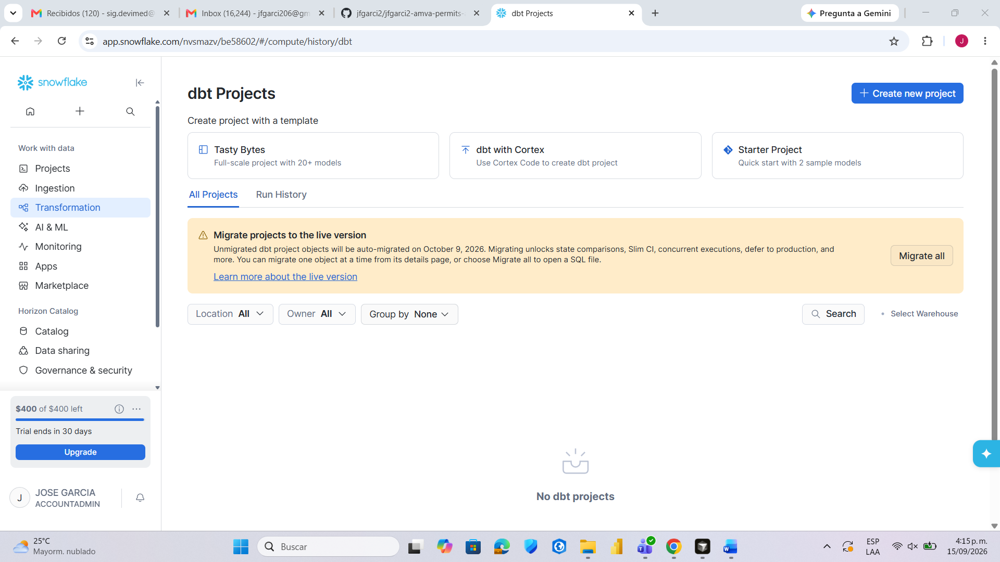 Recibidos (120) - sig.devimed@
Inbox (16,244) - jfgarci206@gm
jfgarci2/jfgarci2-amva-permits-
dbt Projects
Pregunta a Gemini
app.snowflake.com/nvsmazv/be58602/#/compute/history/dbt
J
snowflake
Work with data
Projects
Ingestion
Transformation
AI & ML
Monitoring
Apps
Marketplace
Horizon Catalog
Catalog
Data sharing
Governance & security
$400 of $400 left
Trial ends in 30 days
Upgrade
J
JOSE GARCIA
ACCOUNTADMIN
dbt Projects
Create new project
Create project with a template
Tasty Bytes
Full-scale project with 20+ models
dbt with Cortex
Use Cortex Code to create dbt project
Starter Project
Quick start with 2 sample models
All Projects
Run History
Migrate projects to the live version
Unmigrated dbt project objects will be auto-migrated on October 9, 2026. Migrating unlocks state comparisons, Slim CI, concurrent executions, defer to production, and
more. You can migrate one object at a time from its details page, or choose Migrate all to open a SQL file.
Learn more about the live version
Migrate all
Location All
Owner All
Group by None
Search
Select Warehouse
No dbt projects
25°C
Mayorm. nublado
Buscar
ESP
LAA
4:15 p. m.
15/09/2026